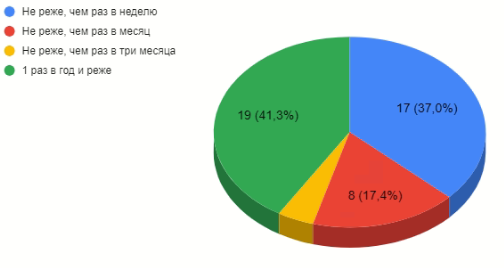 Не реже, чем раз в неделю
Не реже, чем раз в месяц
Не реже, чем раз в три месяца
1 раз в год и реже
19 (41,3%)
17 (37,0%)
8 (17,4%)